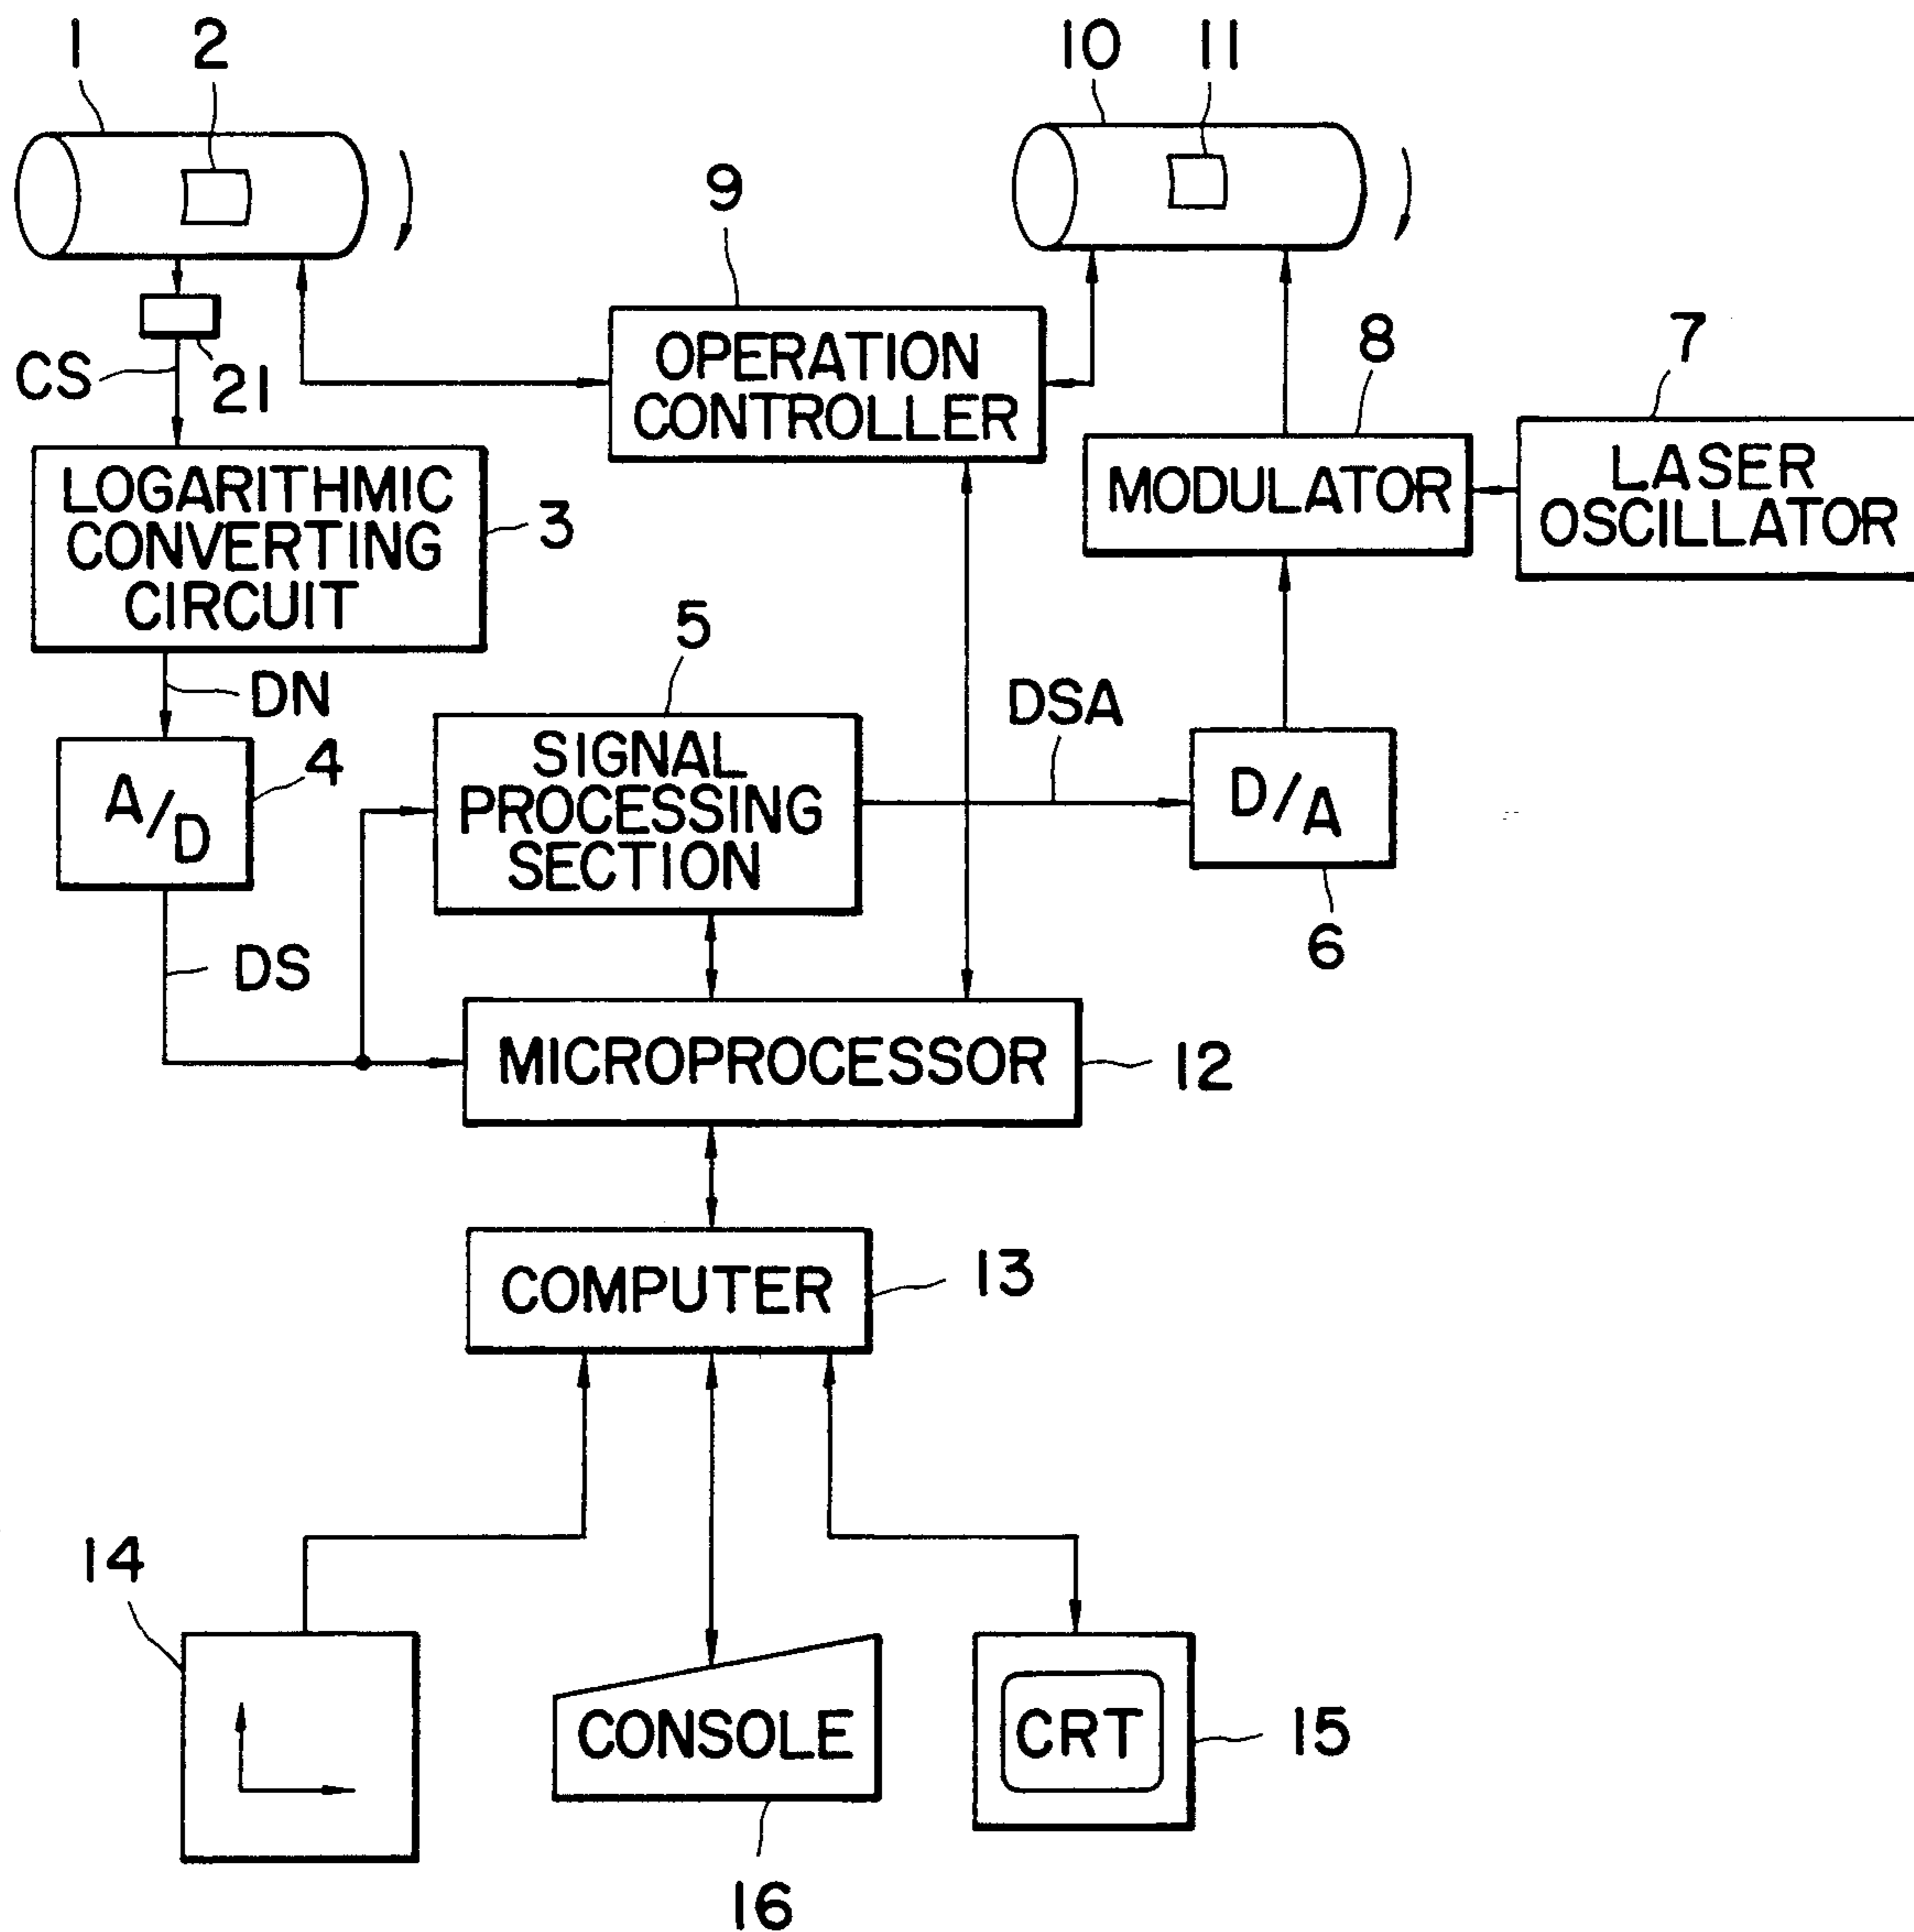 1
2
10
11
9
CS
21
OPERATION
CONTROLLER
8
7
LOGARITHMIC
CONVERTING
CIRCUIT
3
MODULATOR
LASER
OSCILLATOR
5
DN
DSA
A/D
4
SIGNAL
PROCESSING
SECTION
D/A
6
DS
MICROPROCESSOR
12
COMPUTER
13
14
CONSOLE
CRT
15
16